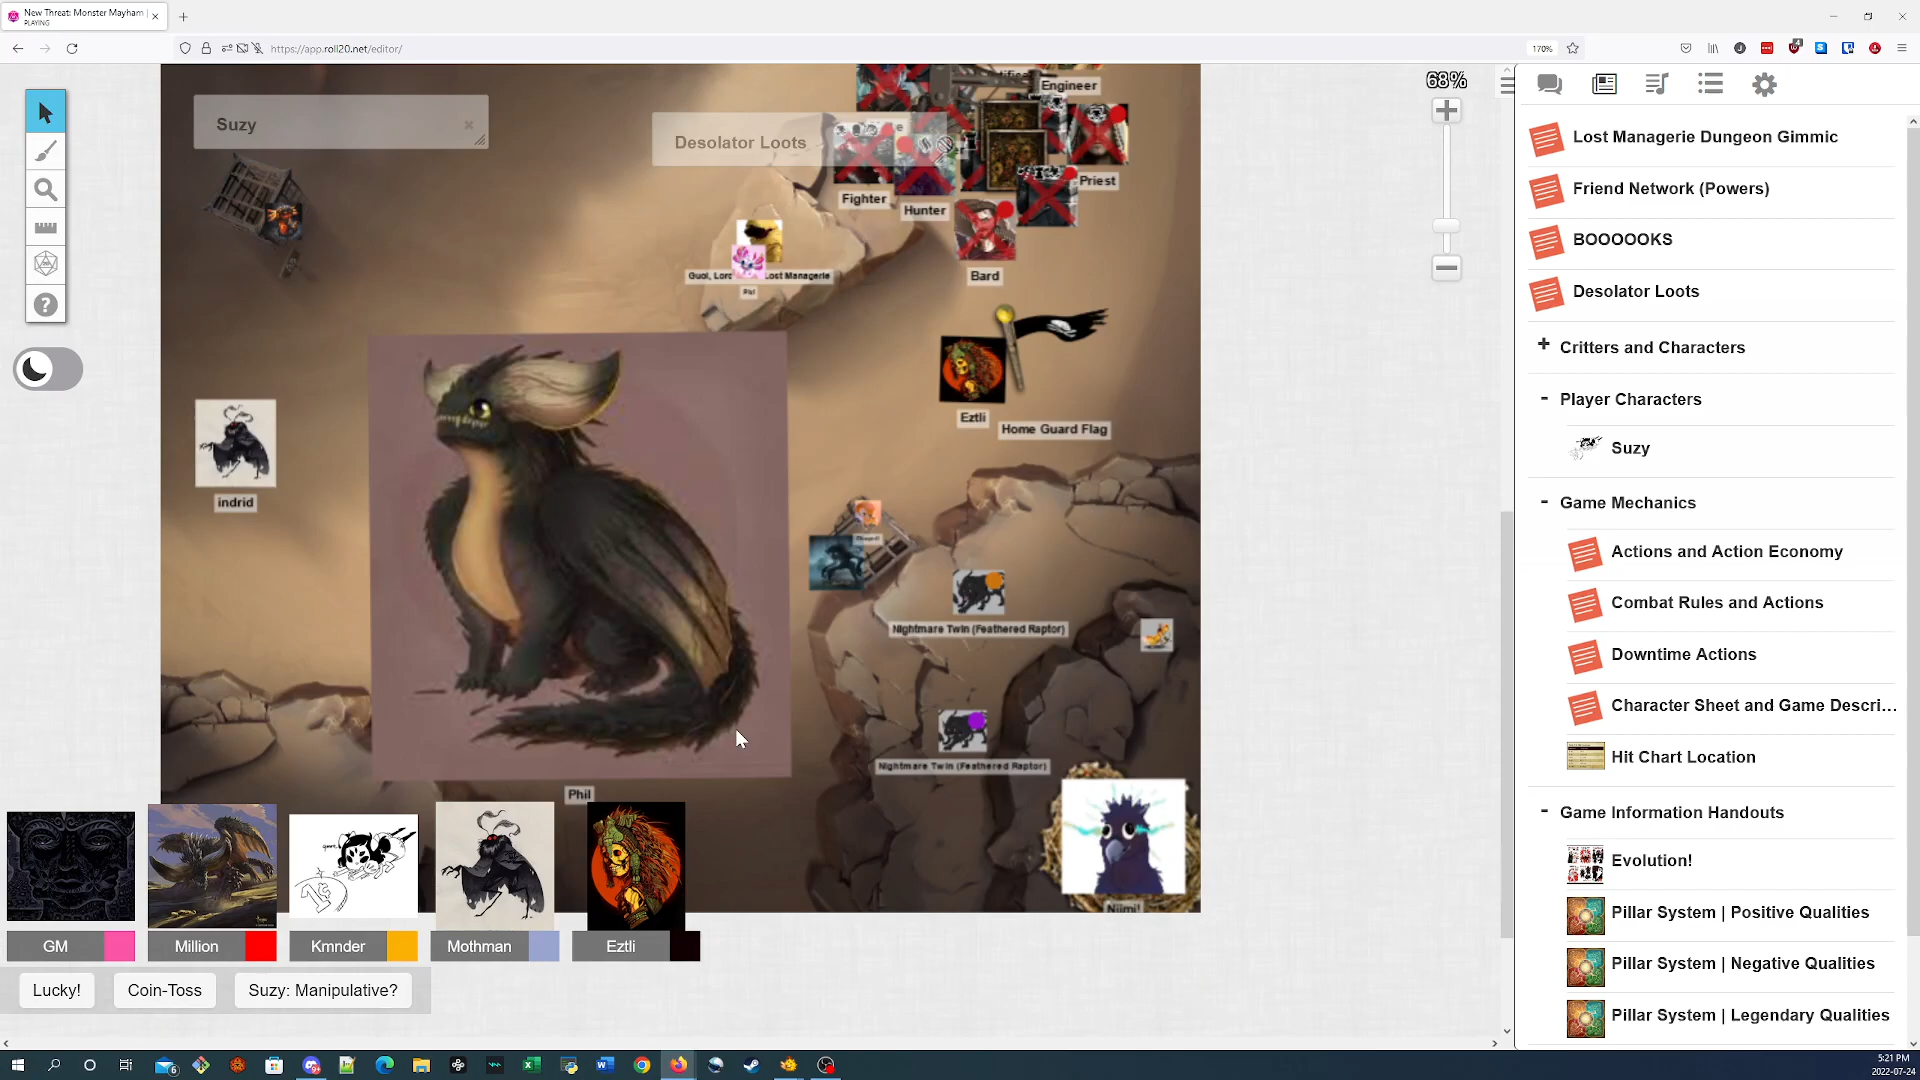 New Threat: Monster Mayham |
PLAYING
https://app.roll20.net/editor/
170%
4
68%
Suzy
Desolator Loots
Engineer
Priest
Fighter
Hunter
Bard
Guol, Lord
Lost Managerie
Phil
Eztli
Home Guard Flag
indrid
Nightmare Twin (Feathered Raptor)
Nightmare Twin (Feathered Raptor)
Phil
Niimi!
Lost Managerie Dungeon Gimmic
Friend Network (Powers)
BOOOOOKS
Desolator Loots
Critters and Characters
Player Characters
Suzy
Game Mechanics
Actions and Action Economy
Combat Rules and Actions
Downtime Actions
Character Sheet and Game Descri...
Hit Chart Location
Game Information Handouts
Evolution!
Pillar System | Positive Qualities
Pillar System | Negative Qualities
Pillar System | Legendary Qualities
GM
Million
Kmnder
Mothman
Eztli
Lucky!
Coin-Toss
Suzy: Manipulative?
5:21 PM
2022-07-24